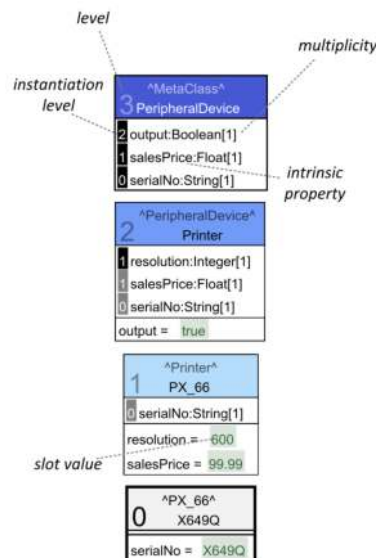 level
^MetaClass^
3 PeripheralDevice
multiplicity
instantiation
level
2 output:Boolean[1]
1 salesPrice:Float[1]
0 serialNo:String[1]
intrinsic
property
^PeripheralDevice^
2 Printer
1 resolution:Integer[1]
1 salesPrice:Float[1]
0 serialNo:String[1]
output = true
^Printer^
1 PX_66
0 serialNo:String[1]
resolution = 600
salesPrice = 99.99
slot value
^PX_66^
0 X649Q
serialNo = X649Q